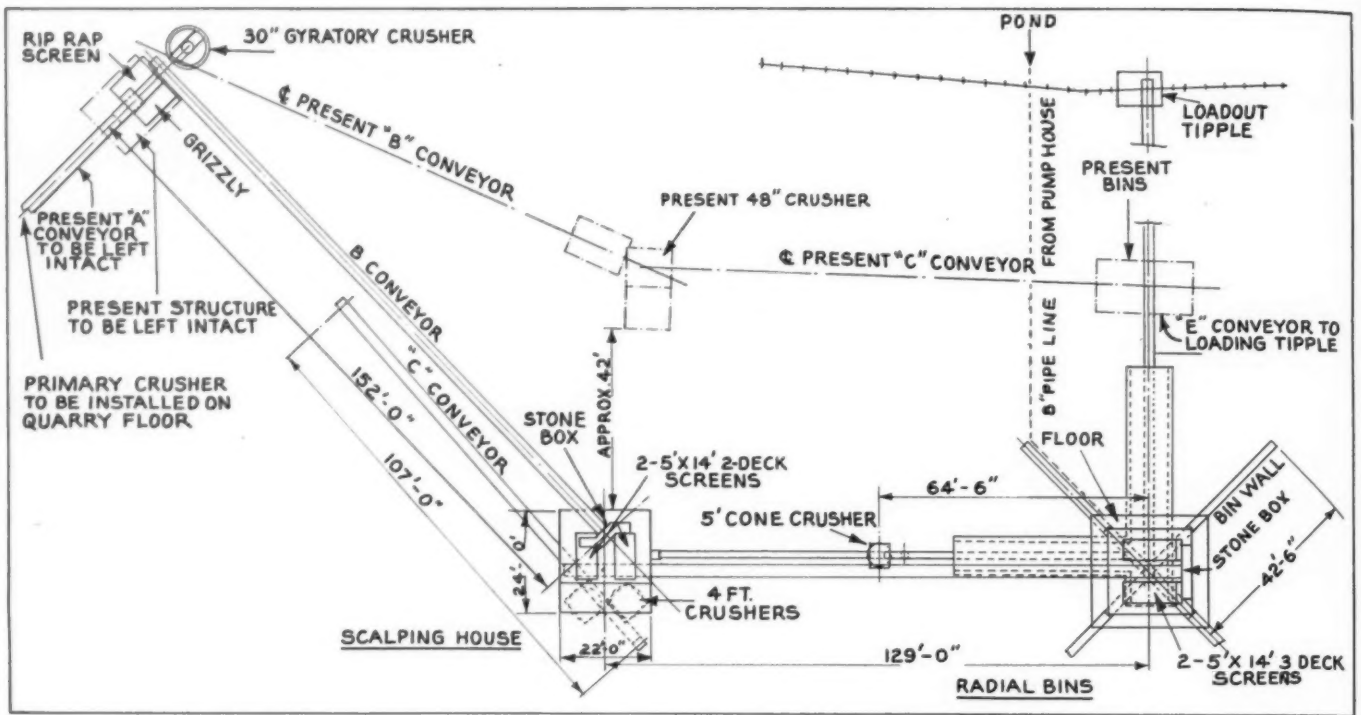 RIP RAP
SCREEN
30" GYRATORY CRUSHER
POND
℄ PRESENT "B" CONVEYOR
GRIZZLY
LOADOUT
TIPPLE
PRESENT
BINS
8" PIPE LINE FROM PUMP HOUSE
PRESENT 48" CRUSHER
℄ PRESENT "C" CONVEYOR
PRESENT "A"
CONVEYOR
TO BE LEFT
INTACT
PRESENT STRUCTURE
TO BE LEFT INTACT
B CONVEYOR
"C" CONVEYOR
"E" CONVEYOR TO
LOADING TIPPLE
PRIMARY CRUSHER
TO BE INSTALLED ON
QUARRY FLOOR
152'-0"
107'-0"
APPROX. 42'
STONE
BOX
2-5'X14' 2-DECK
SCREENS
FLOOR
64'-6"
5' CONE CRUSHER
BIN WALL
STONE BOX
42'-6"
24'-0"
4 FT.
CRUSHERS
SCALPING HOUSE
22'0"
129'-0"
2-5'X14' 3 DECK
SCREENS
RADIAL BINS